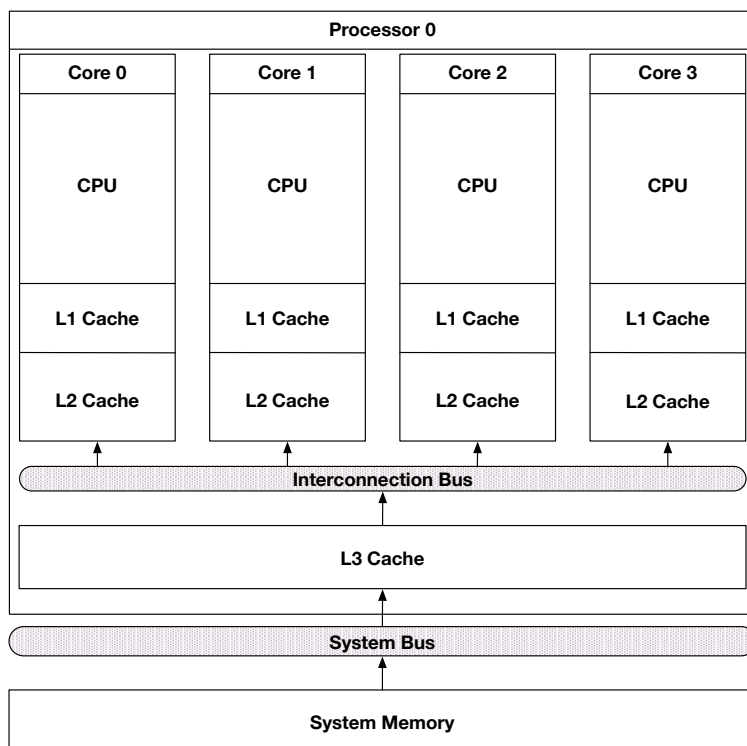 Processor 0
Core 0 Core 1 Core 2 Core 3
CPU CPU CPU CPU
L1 Cache L1 Cache L1 Cache L1 Cache
L2 Cache L2 Cache L2 Cache L2 Cache
Interconnection Bus
L3 Cache
System Bus
System Memory